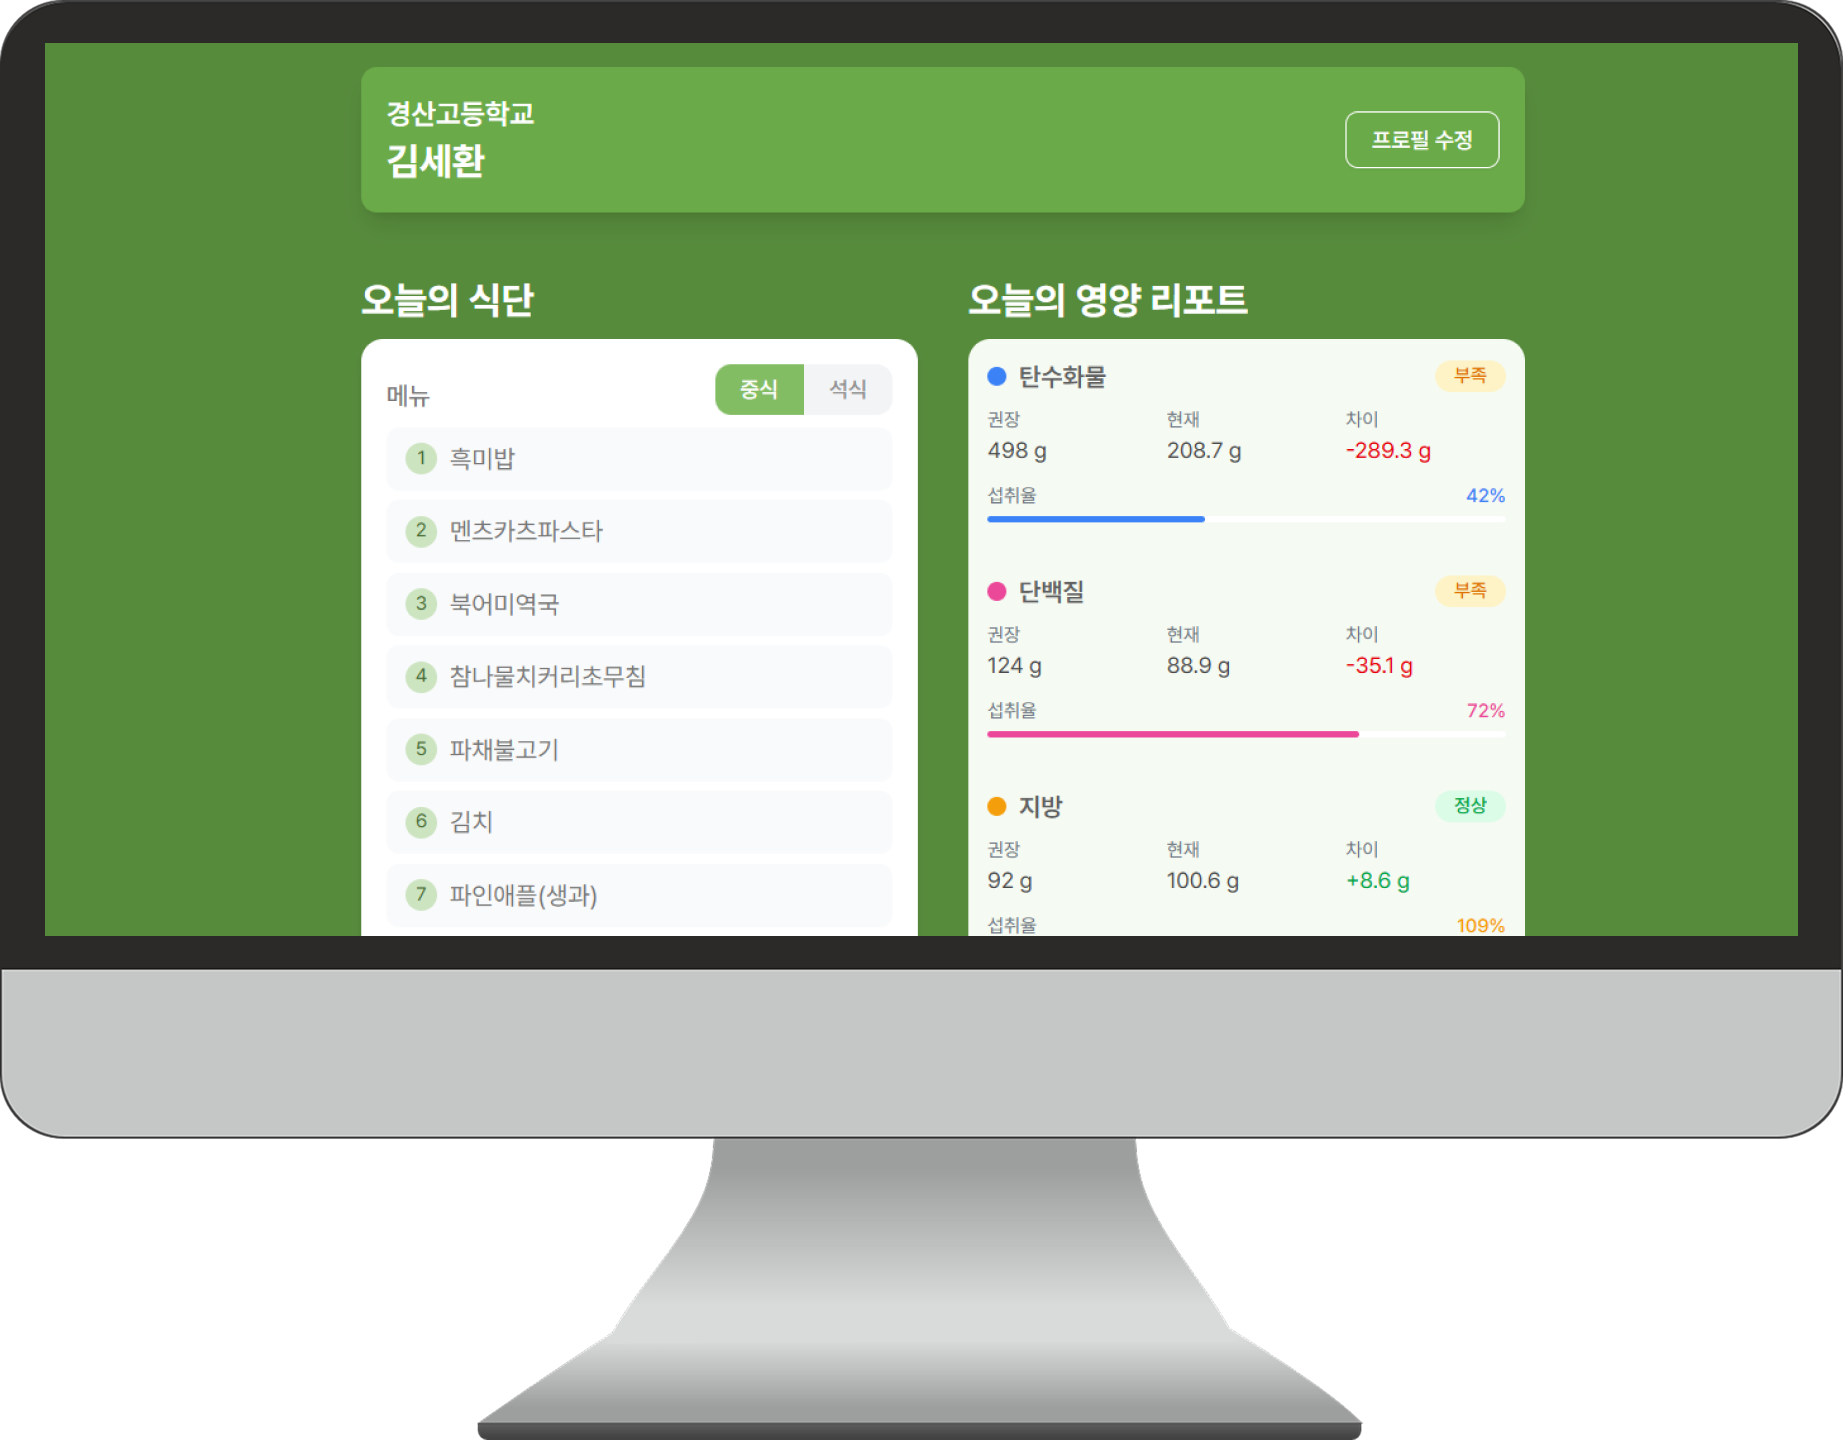 경산고등학교
김세환
프로필 수정
오늘의 식단
메뉴
중식
석식
1 흑미밥
2 멘츠카츠파스타
3 북어미역국
4 참나물치커리초무침
5 파채불고기
6 김치
7 파인애플(생과)
오늘의 영양 리포트
탄수화물
부족
권장 현재 차이
498 g 208.7 g -289.3 g
섭취율 42%
단백질
부족
권장 현재 차이
124 g 88.9 g -35.1 g
섭취율 72%
지방
정상
권장 현재 차이
92 g 100.6 g +8.6 g
섭취율 109%